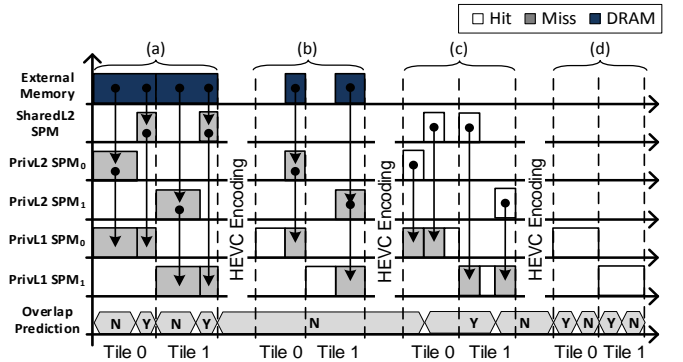 Hit Miss DRAM
(a) (b) (c) (d)
External
Memory
SharedL2
SPM
PrivL2 SPM0
PrivL2 SPM1
PrivL1 SPM0
PrivL1 SPM1
HEVC Encoding
HEVC Encoding
HEVC Encoding
Overlap
Prediction
N Y N Y N Y N Y N Y N
Tile 0 Tile 1 Tile 0 Tile 1 Tile 0 Tile 1 Tile 0 Tile 1